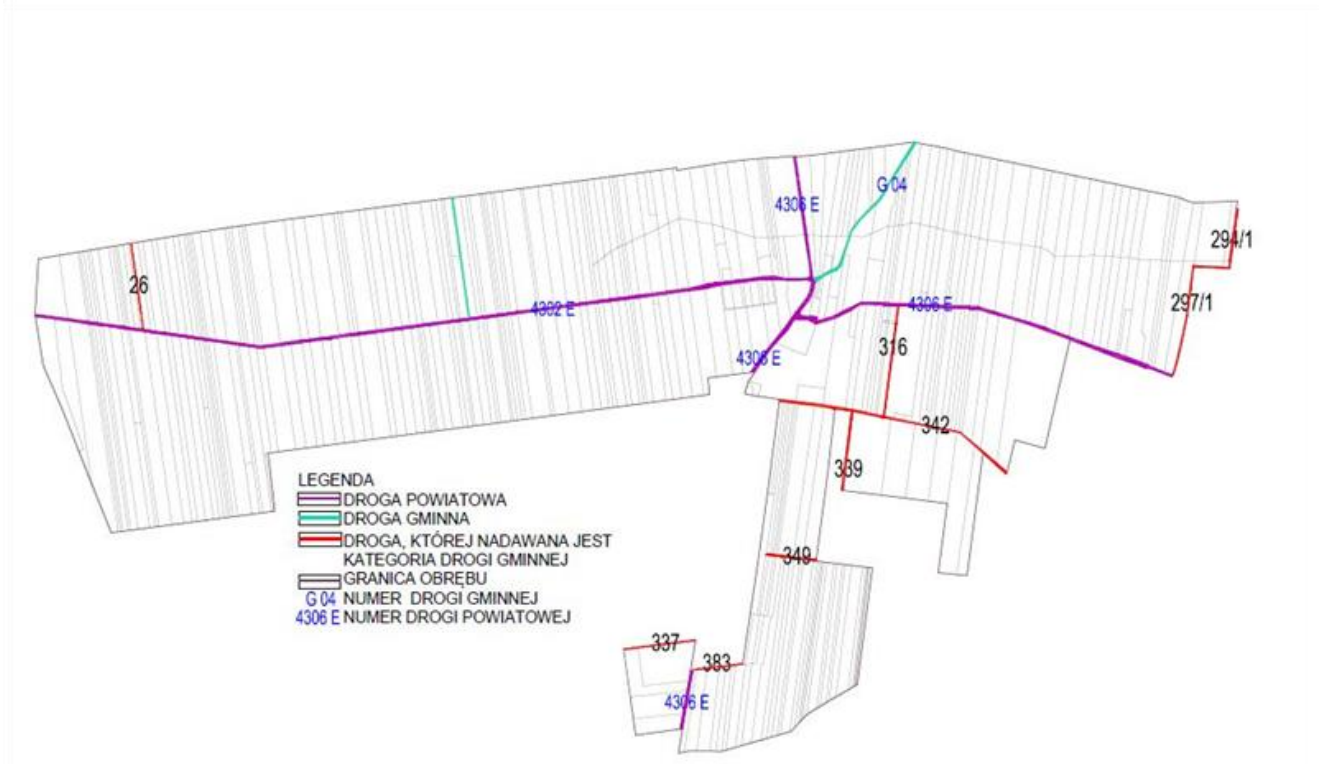 G 04
4306 E
294/1
26
297/1
4302 E
4306 E
316
4306 E
342
339
LEGENDA
DROGA POWIATOWA
DROGA GMINNA
DROGA, KTÓREJ NADAWANA JEST
KATEGORIA DROGI GMINNEJ
GRANICA OBRĘBU
G 04 NUMER DROGI GMINNEJ
4306 E NUMER DROGI POWIATOWEJ
349
337
383
4306 E